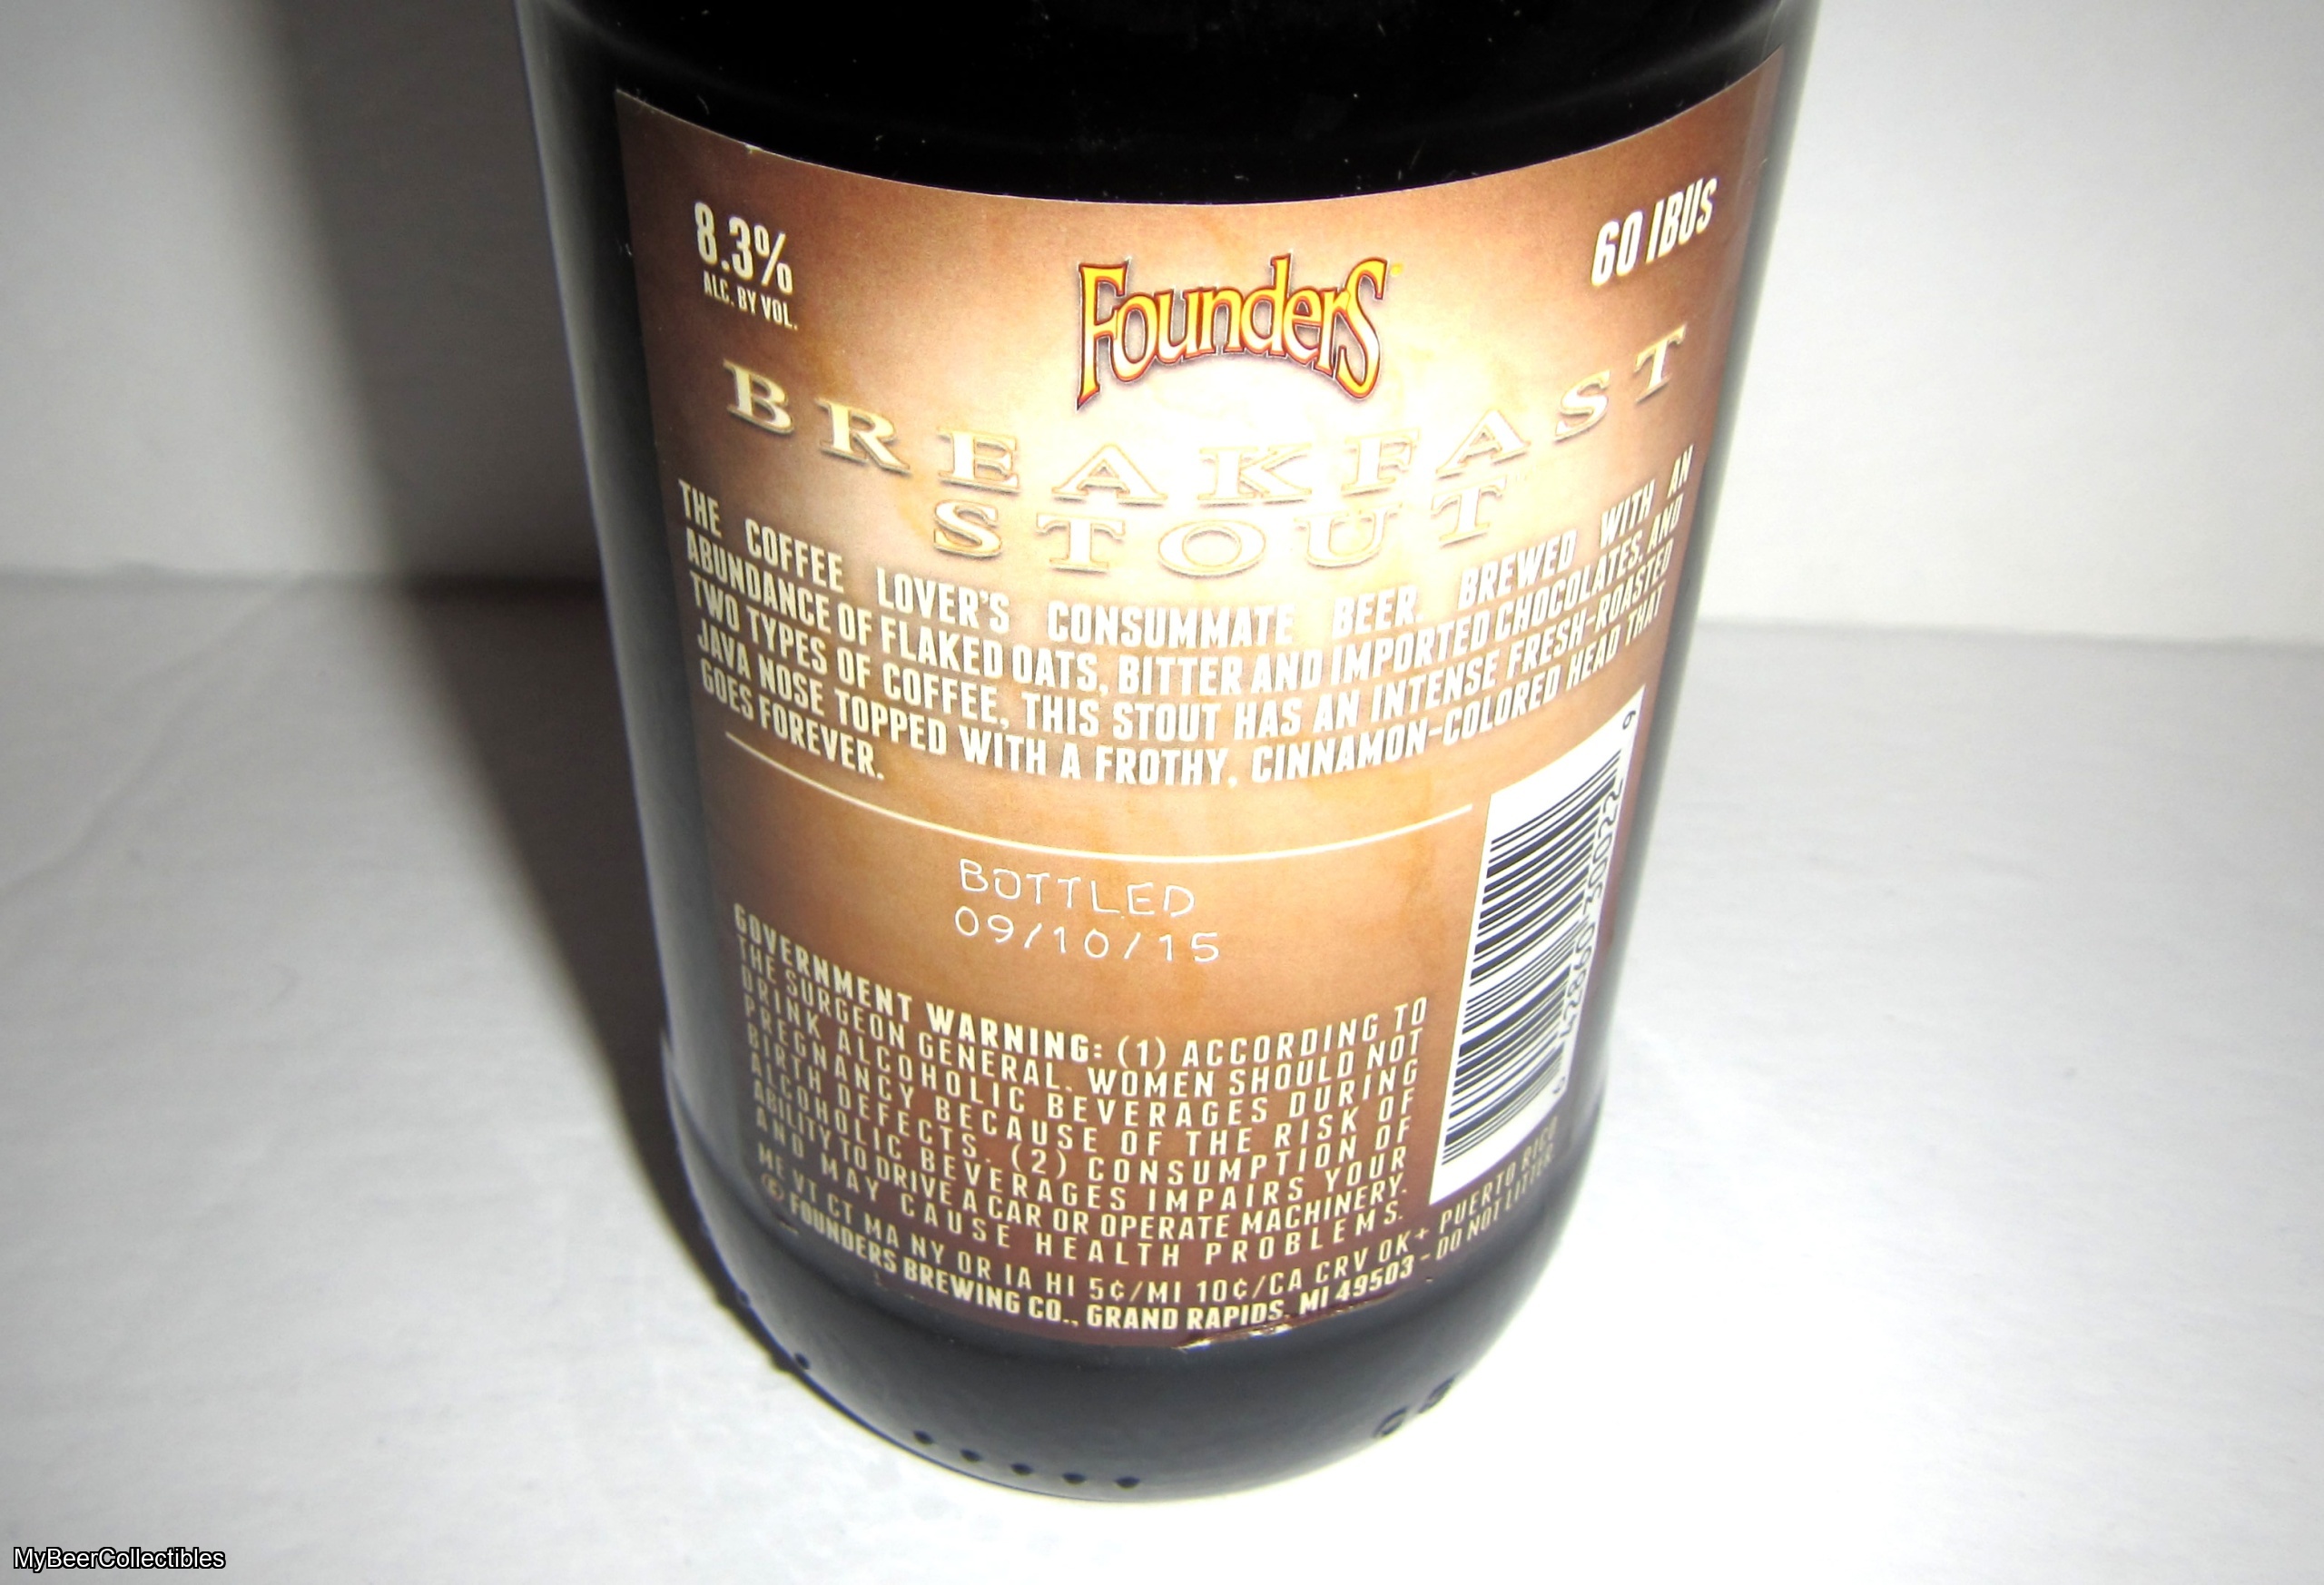 8.3%
ALC. BY VOL.
60 IBUs
Founders
BREAKFAST
STOUT
THE COFFEE LOVER'S CONSUMMATE BEER. BREWED WITH AN
ABUNDANCE OF FLAKED OATS, BITTER AND IMPORTED CHOCOLATES, AND
TWO TYPES OF COFFEE, THIS STOUT HAS AN INTENSE FRESH-ROASTED
JAVA NOSE TOPPED WITH A FROTHY, CINNAMON-COLORED HEAD THAT
GOES FOREVER.
BOTTLED
09/10/15
GOVERNMENT WARNING: (1) ACCORDING TO
THE SURGEON GENERAL, WOMEN SHOULD NOT
DRINK ALCOHOLIC BEVERAGES DURING
PREGNANCY BECAUSE OF THE RISK OF
BIRTH DEFECTS. (2) CONSUMPTION OF
ALCOHOLIC BEVERAGES IMPAIRS YOUR
ABILITY TO DRIVE A CAR OR OPERATE MACHINERY,
AND MAY CAUSE HEALTH PROBLEMS.
ME VT CT MA NY OR IA HI 5¢/MI 10¢/CA CRV OK+ PUERTO RICO
© FOUNDERS BREWING CO., GRAND RAPIDS, MI 49503 - DO NOT LITTER.
MyBeerCollectibles